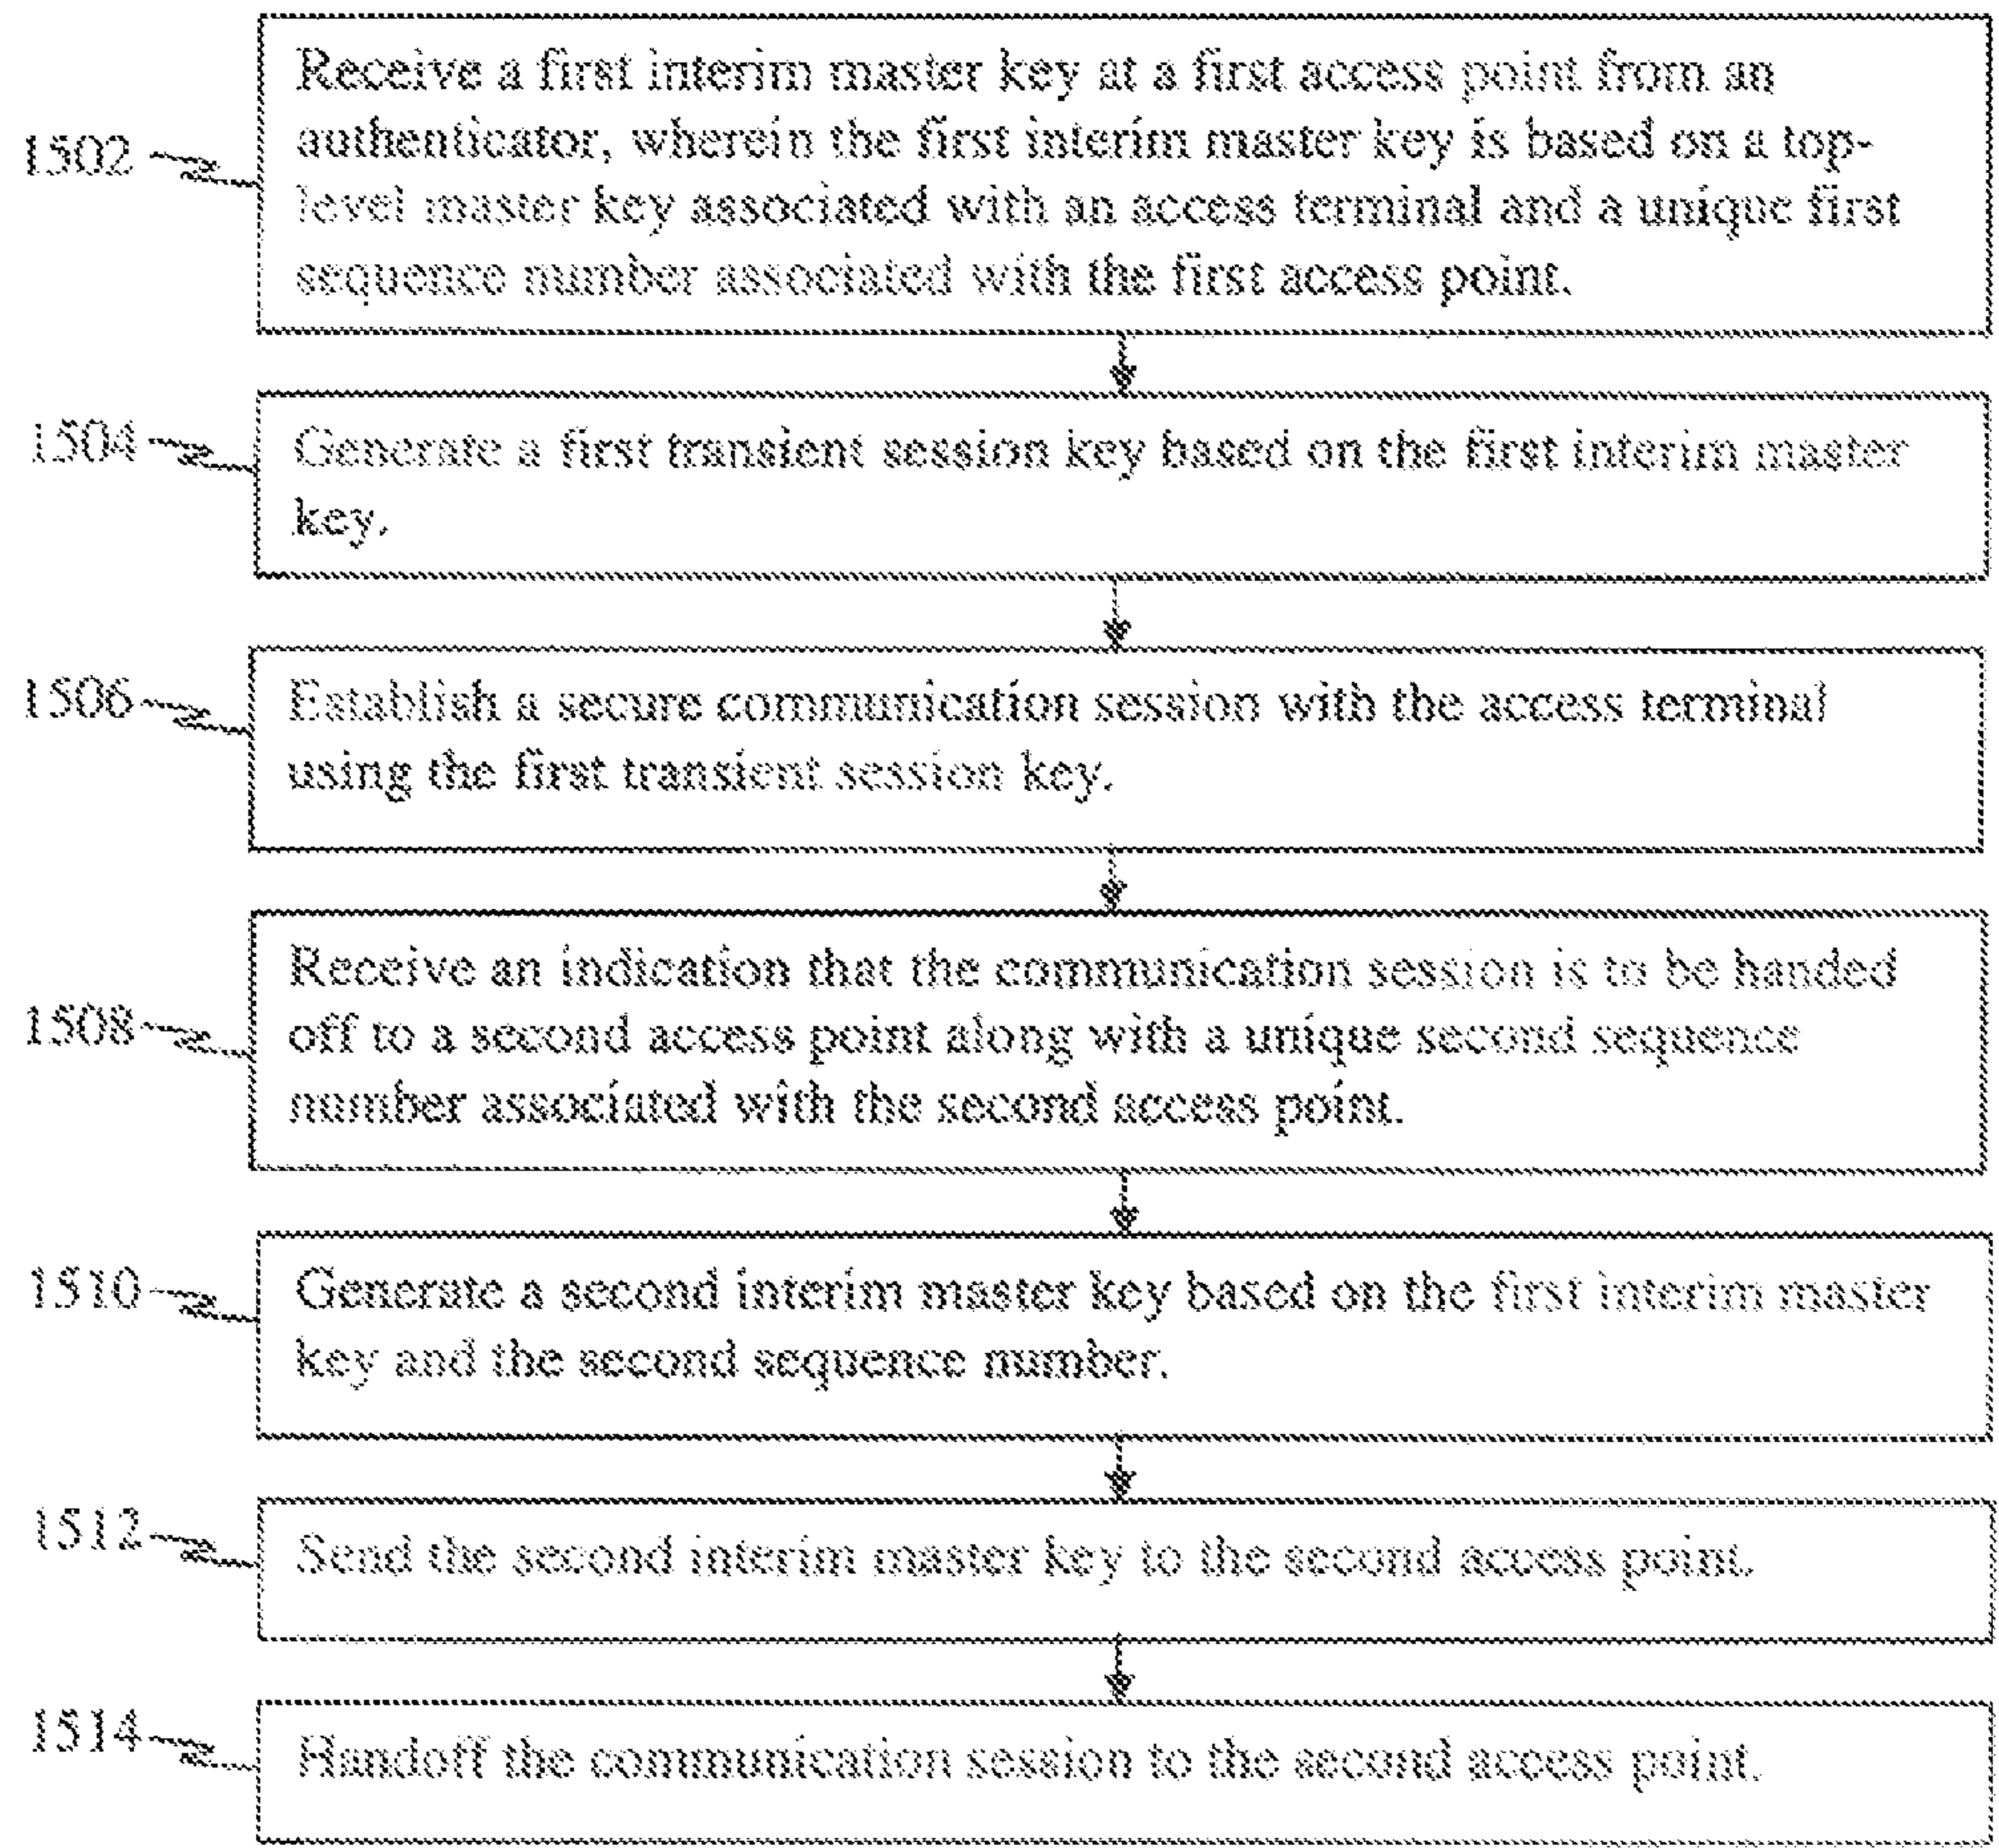 Receive a first interim master key at a first access point from an
1502 authenticator, wherein the first interim master key is based on a top-
level master key associated with an access terminal and a unique first
sequence number associated with the first access point.
1504 Generate a first transient session key based on the first interim master
key.
1506 Establish a secure communication session with the access terminal
using the first transient session key.
Receive an indication that the communication session is to be handed
1508 off to a second access point along with a unique second sequence
number associated with the second access point.
1510 Generate a second interim master key based on the first interim master
key and the second sequence number.
1512 Send the second interim master key to the second access point.
1514 Handoff the communication session to the second access point.